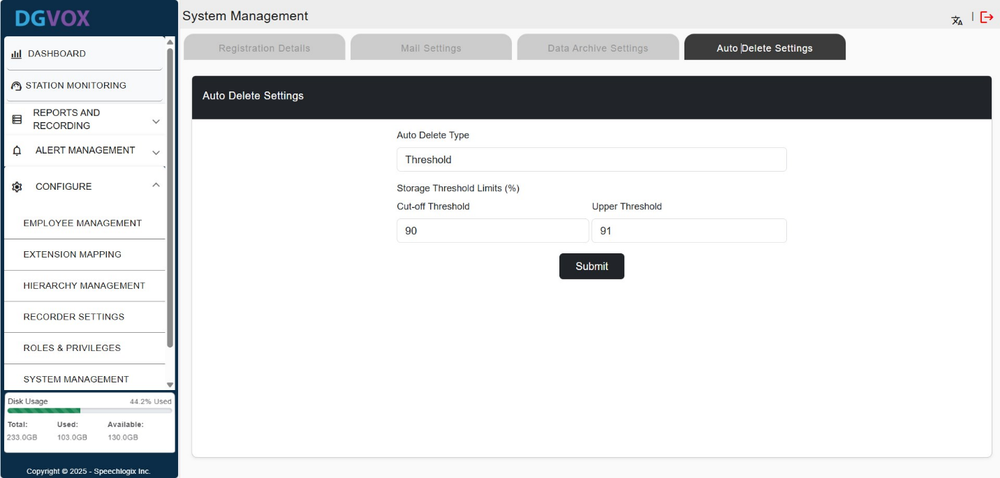 DGVOX
DASHBOARD
STATION MONITORING
REPORTS AND
RECORDING
ALERT MANAGEMENT
CONFIGURE
EMPLOYEE MANAGEMENT
EXTENSION MAPPING
HIERARCHY MANAGEMENT
RECORDER SETTINGS
ROLES & PRIVILEGES
SYSTEM MANAGEMENT
Disk Usage 44.2% Used
Total: Used: Available:
233.0GB 103.0GB 130.0GB
Copyright © 2025 - Speechlogix Inc.
System Management
Registration Details Mail Settings Data Archive Settings Auto Delete Settings
Auto Delete Settings
Auto Delete Type
Threshold
Storage Threshold Limits (%)
Cut-off Threshold Upper Threshold
90 91
Submit